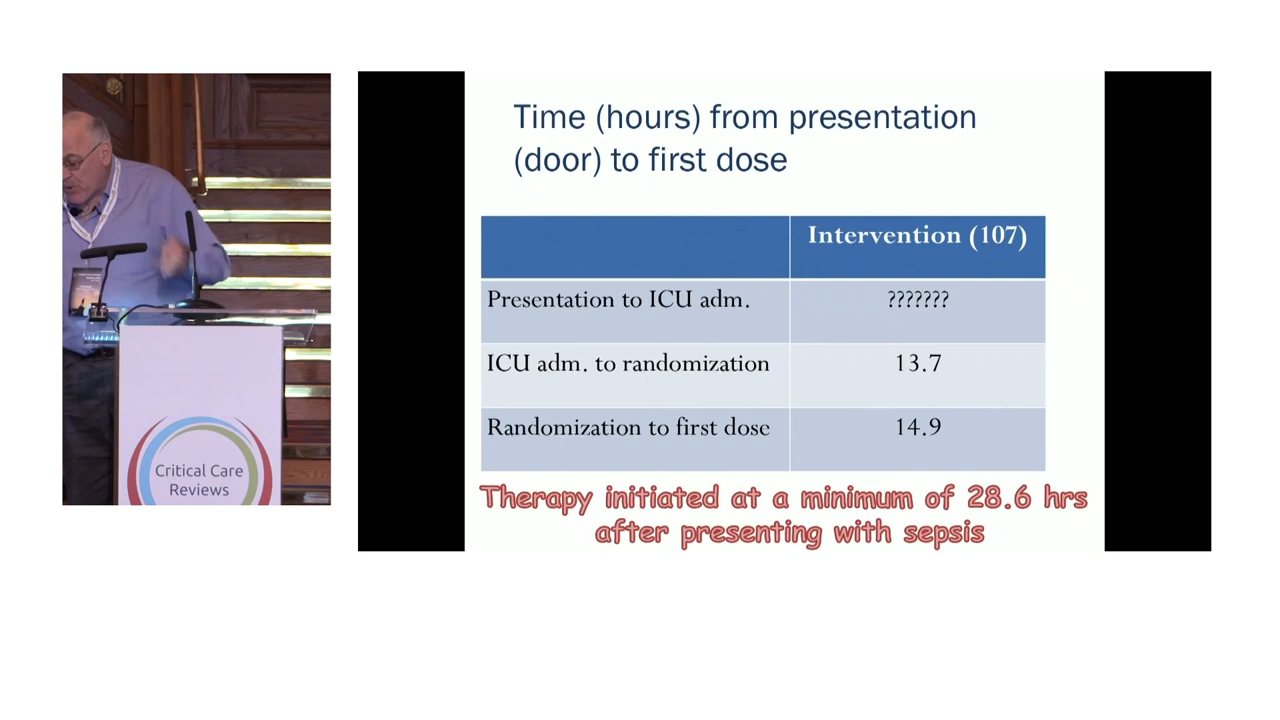 Time (hours) from presentation
(door) to first dose
Intervention (107)
Presentation to ICU adm.
???????
ICU adm. to randomization
13.7
Randomization to first dose
14.9
Therapy initiated at a minimum of 28.6 hrs
after presenting with sepsis
Critical Care
Reviews